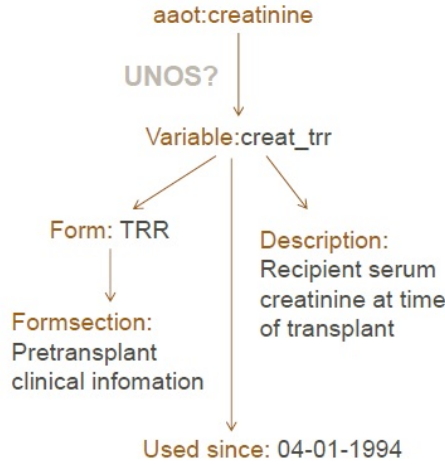 aaot:creatinine
UNOS?
Variable:creat_trr
Form: TRR
Description:
Recipient serum
creatinine at time
of transplant
Formsection:
Pretransplant
clinical infomation
Used since: 04-01-1994